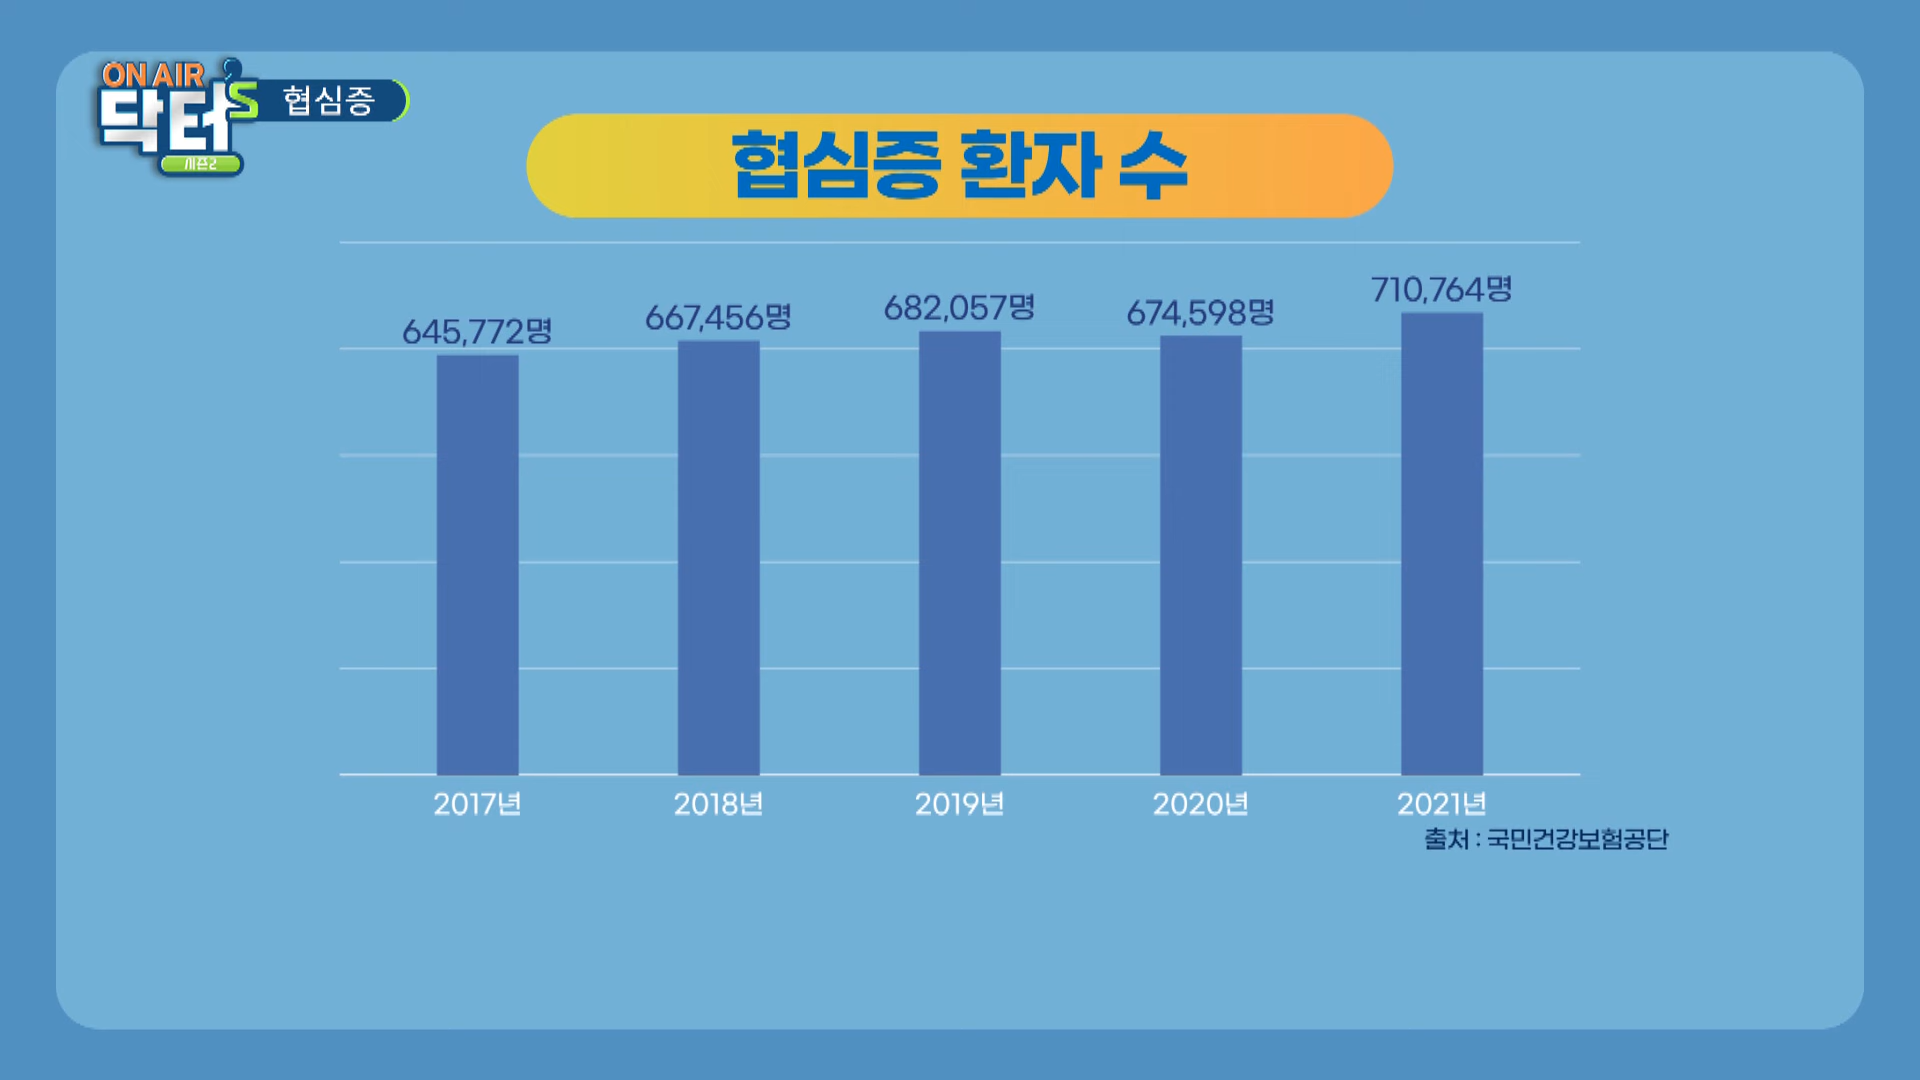 ON AIR
닥터S
시즌2
협심증
협심증 환자 수
645,772명
667,456명
682,057명
674,598명
710,764명
2017년
2018년
2019년
2020년
2021년
출처 : 국민건강보험공단